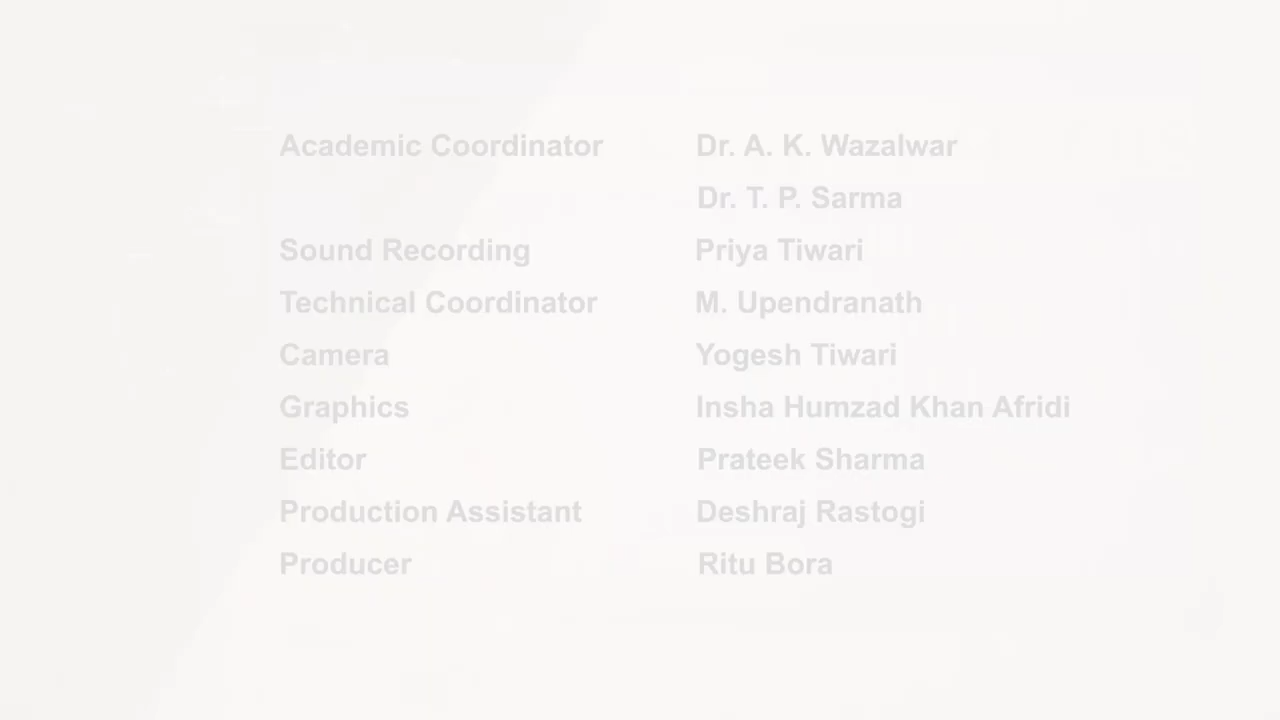 Academic Coordinator Dr. A. K. Wazalwar
Dr. T. P. Sarma
Sound Recording Priya Tiwari
Technical Coordinator M. Upendranath
Camera Yogesh Tiwari
Graphics Insha Humzad Khan Afridi
Editor Prateek Sharma
Production Assistant Deshraj Rastogi
Producer Ritu Bora